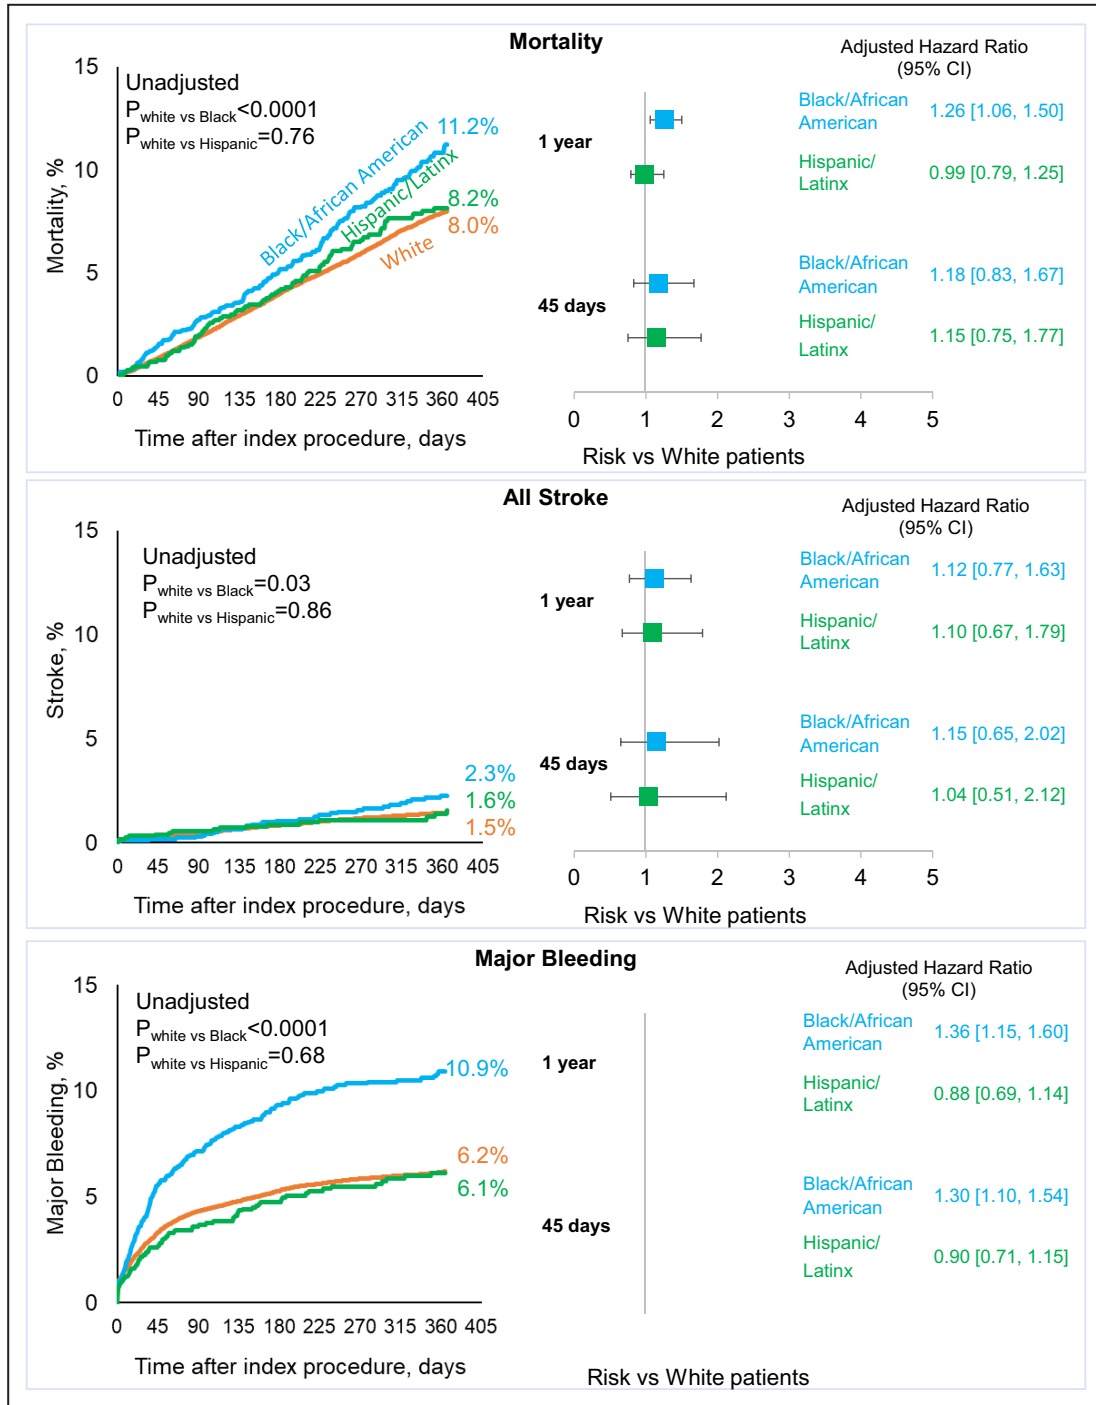 Mortality
15
10
5
0
Mortality, %
Unadjusted
Pwhite vs Black<0.0001
Pwhite vs Hispanic=0.76
Black/African American
Hispanic/Latinx
White
11.2%
8.2%
8.0%
0 45 90 135 180 225 270 315 360 405
Time after index procedure, days
1 year
45 days
0 1 2 3 4 5
Risk vs White patients
Adjusted Hazard Ratio
(95% CI)
Black/African
American 1.26 [1.06, 1.50]
Hispanic/
Latinx 0.99 [0.79, 1.25]
Black/African
American 1.18 [0.83, 1.67]
Hispanic/
Latinx 1.15 [0.75, 1.77]
All Stroke
15
10
5
0
Stroke, %
Unadjusted
Pwhite vs Black=0.03
Pwhite vs Hispanic=0.86
2.3%
1.6%
1.5%
0 45 90 135 180 225 270 315 360 405
Time after index procedure, days
1 year
45 days
0 1 2 3 4 5
Risk vs White patients
Adjusted Hazard Ratio
(95% CI)
Black/African
American 1.12 [0.77, 1.63]
Hispanic/
Latinx 1.10 [0.67, 1.79]
Black/African
American 1.15 [0.65, 2.02]
Hispanic/
Latinx 1.04 [0.51, 2.12]
Major Bleeding
15
10
5
0
Major Bleeding, %
Unadjusted
Pwhite vs Black<0.0001
Pwhite vs Hispanic=0.68
10.9%
6.2%
6.1%
0 45 90 135 180 225 270 315 360 405
Time after index procedure, days
1 year
45 days
Risk vs White patients
Adjusted Hazard Ratio
(95% CI)
Black/African
American 1.36 [1.15, 1.60]
Hispanic/
Latinx 0.88 [0.69, 1.14]
Black/African
American 1.30 [1.10, 1.54]
Hispanic/
Latinx 0.90 [0.71, 1.15]